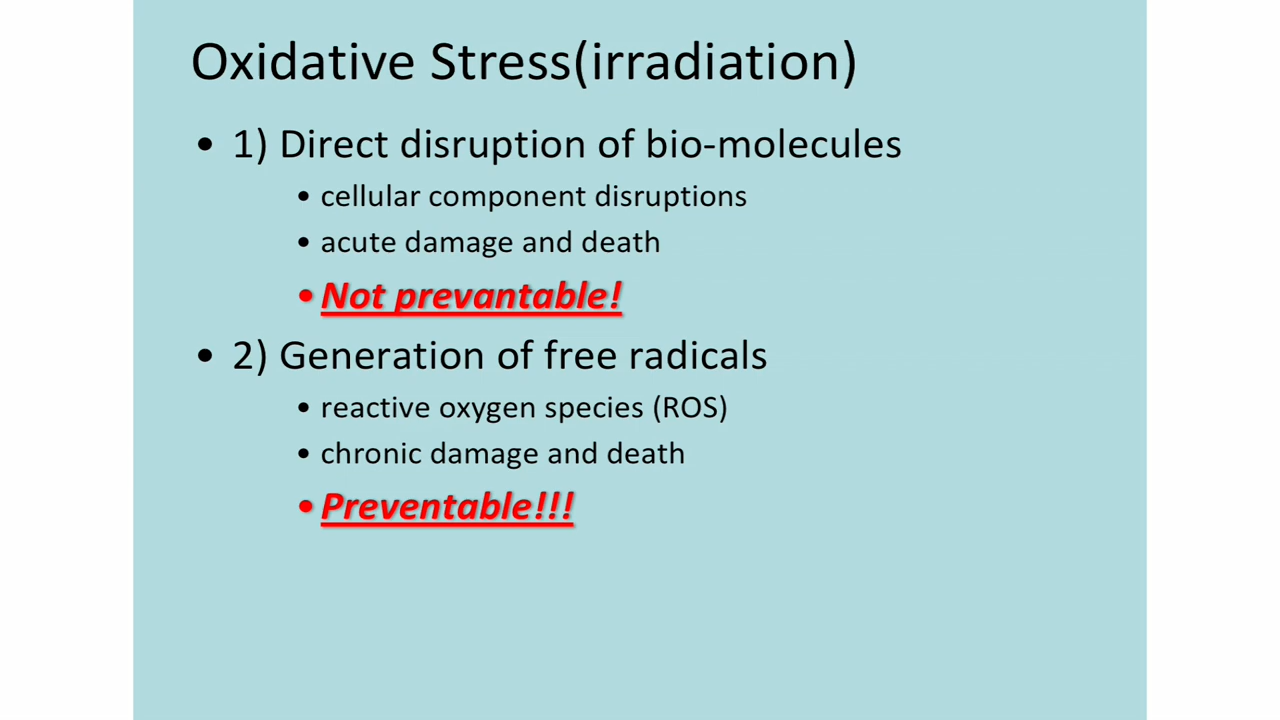 Oxidative Stress(irradiation)
• 1) Direct disruption of bio-molecules
• cellular component disruptions
• acute damage and death
• Not prevantable!
• 2) Generation of free radicals
• reactive oxygen species (ROS)
• chronic damage and death
• Preventable!!!